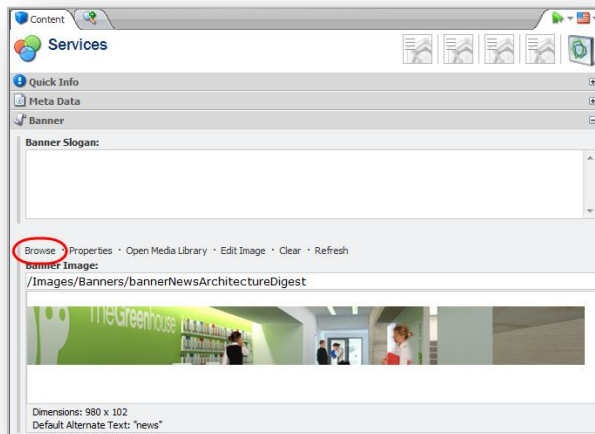 Content
Services
Quick Info
Meta Data
Banner
Banner Slogan:
Browse · Properties · Open Media Library · Edit Image · Clear · Refresh
Banner Image:
/Images/Banners/bannerNewsArchitectureDigest
TheGreenhouse
Dimensions: 980 x 102
Default Alternate Text: "news"